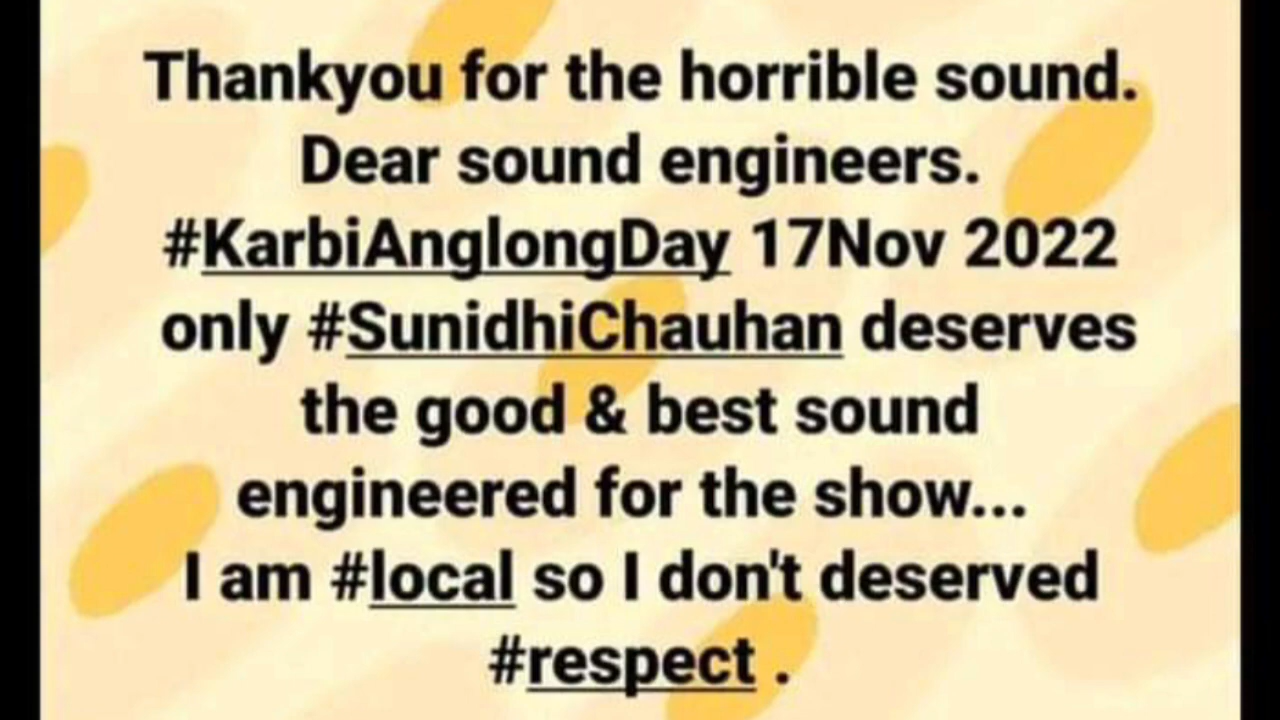 Thankyou for the horrible sound.
Dear sound engineers.
#KarbiAnglongDay 17Nov 2022
only #SunidhiChauhan deserves
the good & best sound
engineered for the show...
I am #local so I don't deserved
#respect .